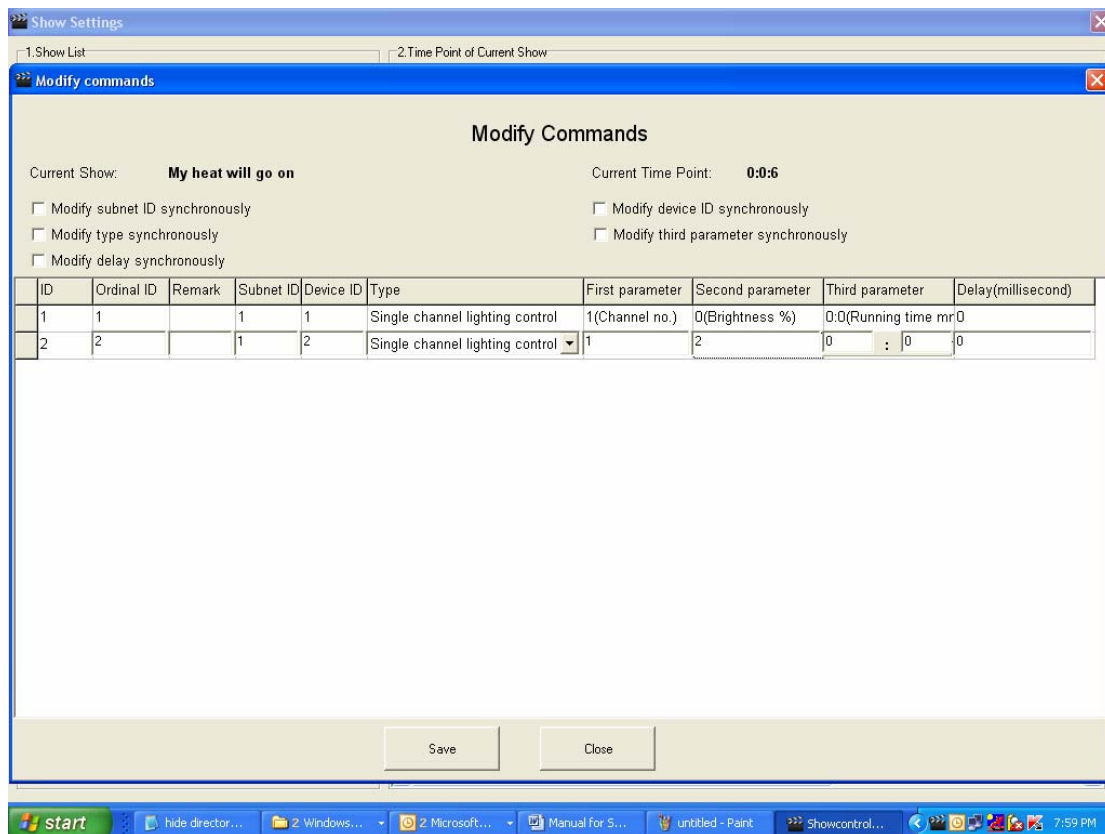 Show Settings
1.Show List 2.Time Point of Current Show
Modify commands
Modify Commands
Current Show: My heat will go on Current Time Point: 0:0:6
Modify subnet ID synchronously Modify device ID synchronously
Modify type synchronously Modify third parameter synchronously
Modify delay synchronously
ID Ordinal ID Remark Subnet ID Device ID Type First parameter Second parameter Third parameter Delay(millisecond)
1 1 1 1 Single channel lighting control 1(Channel no.) 0(Brightness %) 0:0(Running time mr 0
2 2 1 2 Single channel lighting control 1 2 0 : 0 0
Save Close
start hide director... 2 Windows... 2 Microsoft... Manual for S... untitled - Paint Showcontrol... 7:59 PM